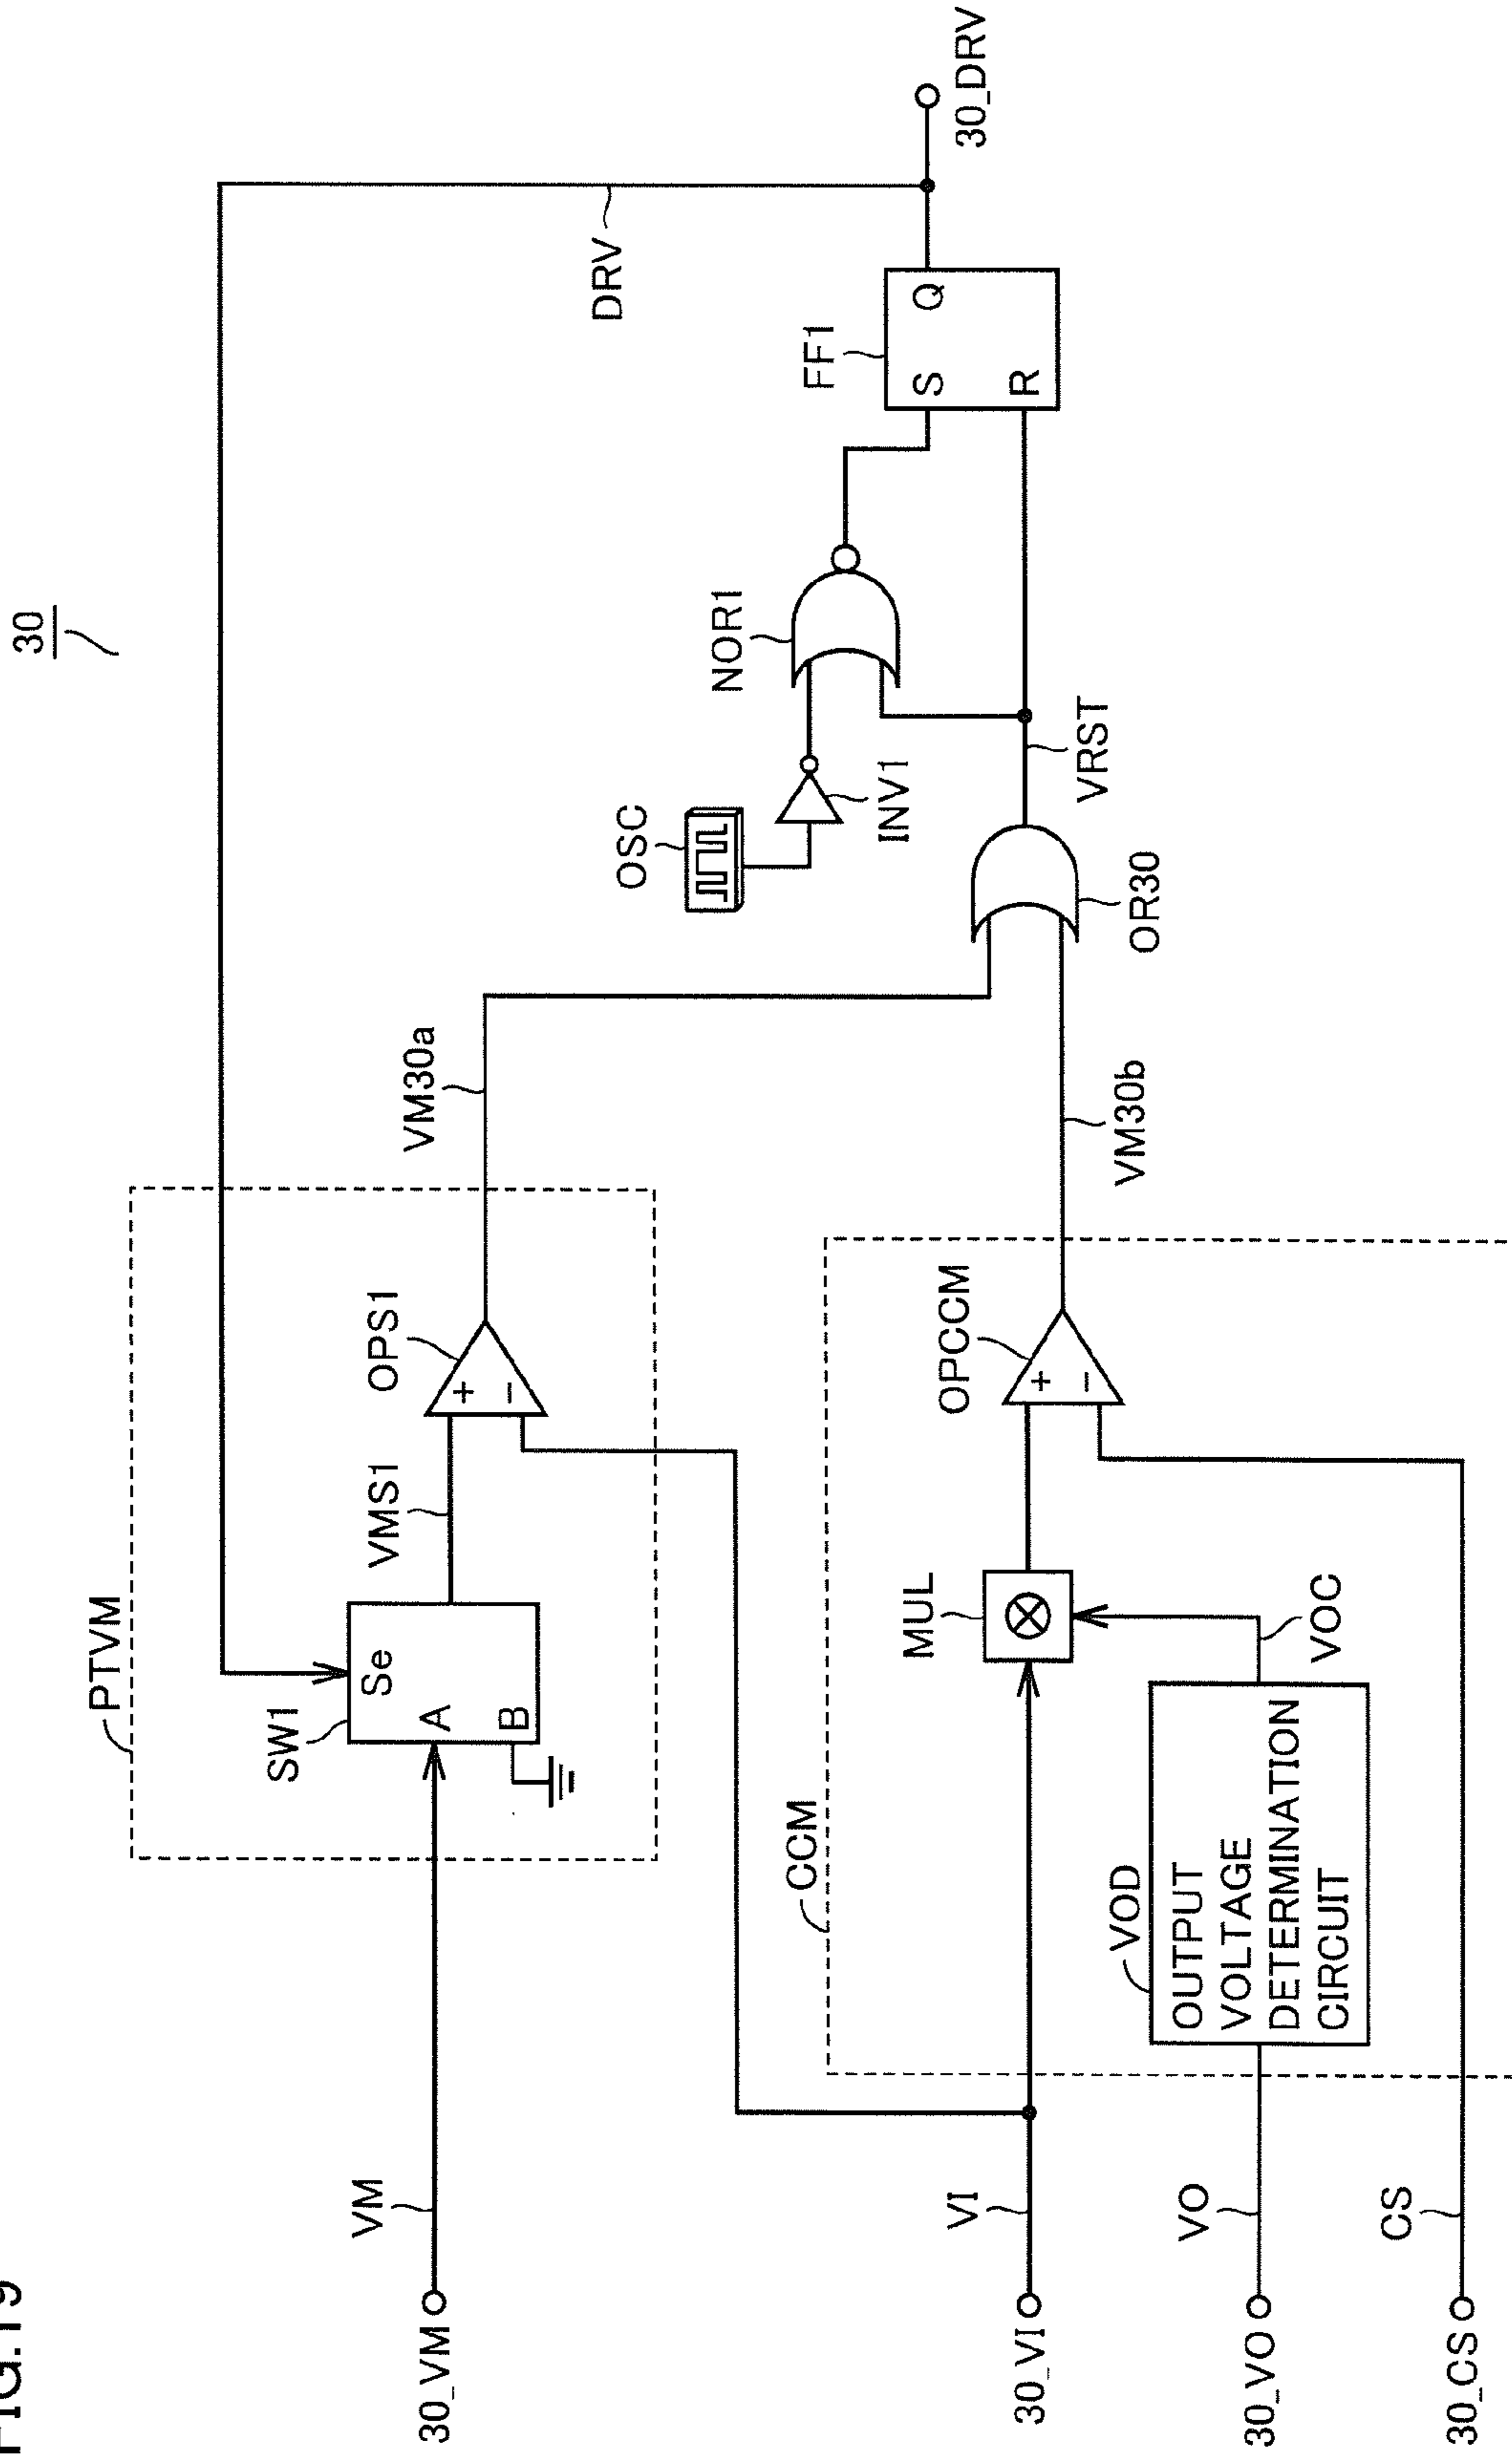 FIG.19
30
PTVM
SW1
Se
A
B
VMS1
OPS1
+
−
VM30a
DRV
30_VM
VM
OSC
INV1
NOR1
FF1
S
Q
R
30_DRV
CCM
MUL
OPCCM
+
−
VM30b
OR30
VRST
30_VI
VI
VOD
OUTPUT
VOLTAGE
DETERMINATION
CIRCUIT
VOC
30_VO
VO
30_CS
CS